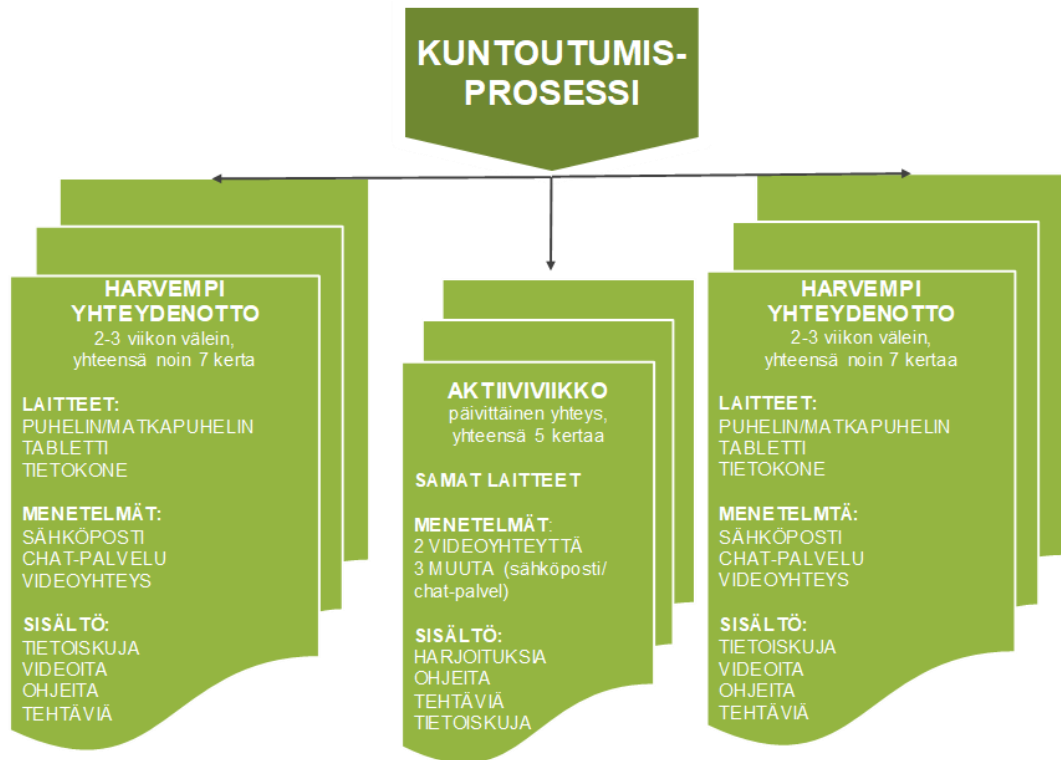 KUNTOUTUMIS-
PROSESSI
HARVEMPI
YHTEYDENOTTO
2-3 viikon välein,
yhteensä noin 7 kerta
LAITTEET:
PUHELIN/MATKAPUHELIN
TABLETTI
TIETOKONE
MENETELMÄT:
SÄHKÖPOSTI
CHAT-PALVELU
VIDEOYHTEYS
SISÄLTÖ:
TIETOISKUJA
VIDEOITA
OHJEITA
TEHTÄVIÄ
AKTIIVIVIIKKO
päivittäinen yhteys,
yhteensä 5 kertaa
SAMAT LAITTEET
MENETELMÄT:
2 VIDEOYHTEYTTÄ
3 MUUTA (sähköposti/
chat-palvel)
SISÄLTÖ:
HARJOITUKSIA
OHJEITA
TEHTÄVIÄ
TIETOISKUJA
HARVEMPI
YHTEYDENOTTO
2-3 viikon välein,
yhteensä noin 7 kertaa
LAITTEET:
PUHELIN/MATKAPUHELIN
TABLETTI
TIETOKONE
MENETELMTÄ:
SÄHKÖPOSTI
CHAT-PALVELU
VIDEOYHTEYS
SISÄLTÖ:
TIETOISKUJA
VIDEOITA
OHJEITA
TEHTÄVIÄ